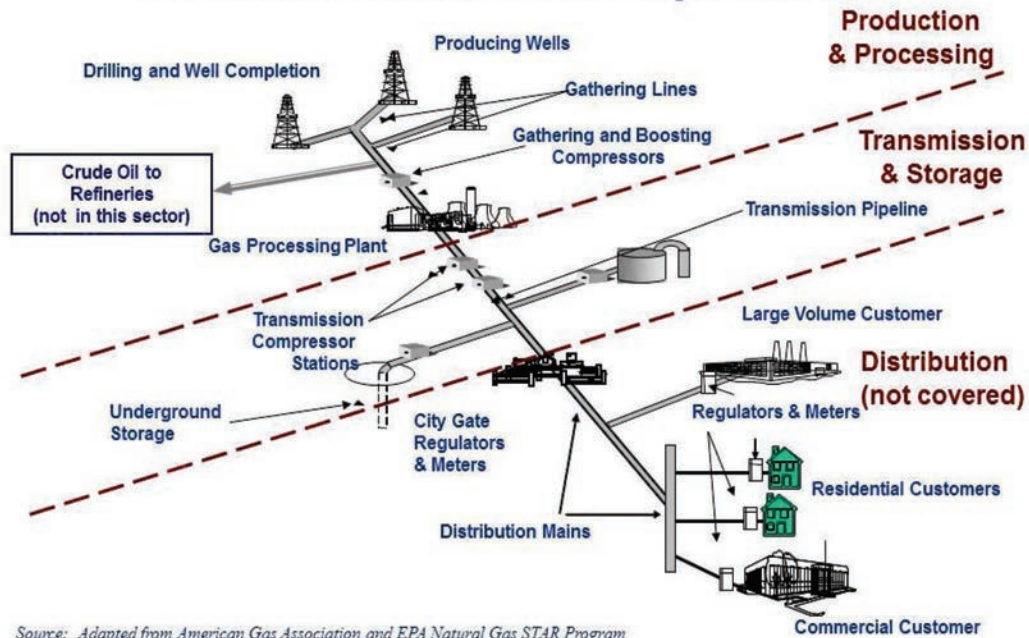 Production
& Processing
Producing Wells
Drilling and Well Completion
Gathering Lines
Gathering and Boosting
Compressors
Crude Oil to
Refineries
(not in this sector)
Transmission
& Storage
Transmission Pipeline
Gas Processing Plant
Transmission
Compressor
Stations
Large Volume Customer
Distribution
(not covered)
Underground
Storage
City Gate
Regulators
& Meters
Regulators & Meters
Residential Customers
Distribution Mains
Commercial Customer
Source: Adapted from American Gas Association and EPA Natural Gas STAR Program